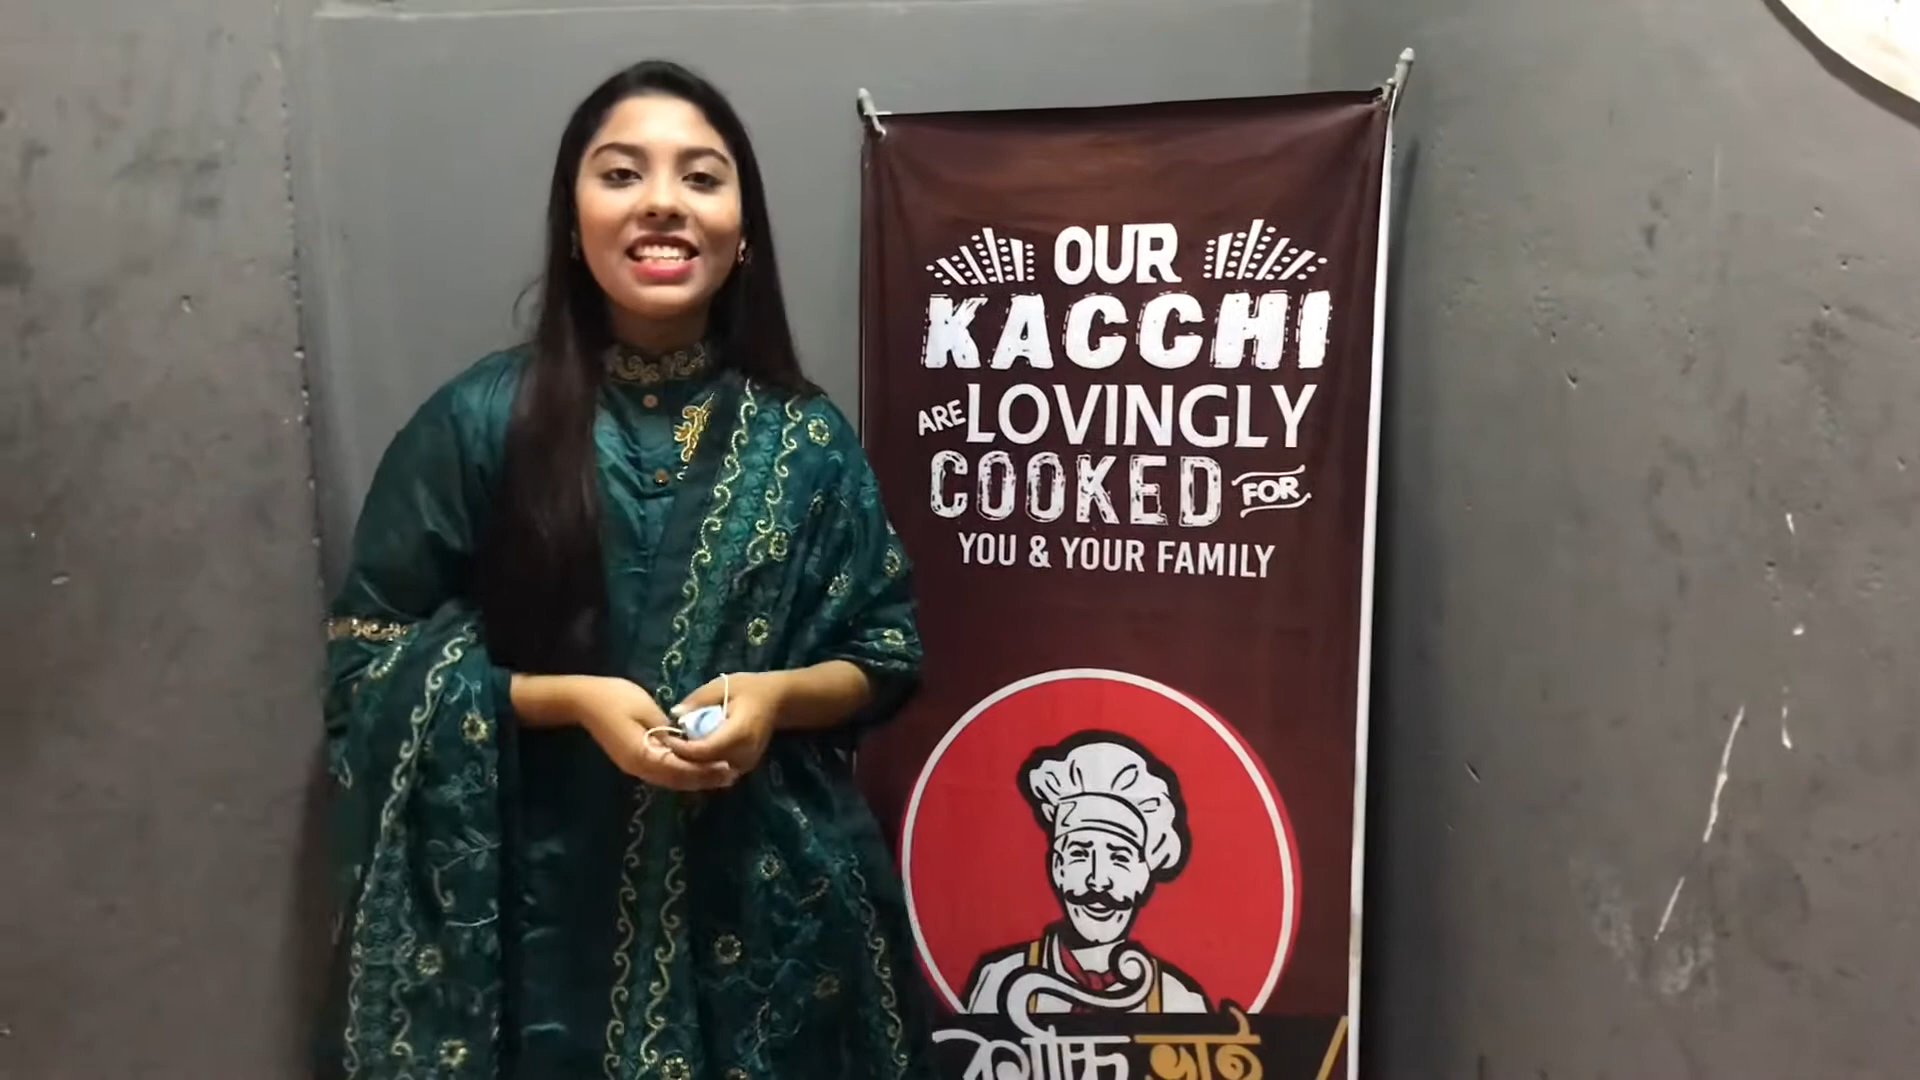 OUR
KACCHI
ARE LOVINGLY
COOKED FOR
YOU & YOUR FAMILY
কাচ্চি ভাই